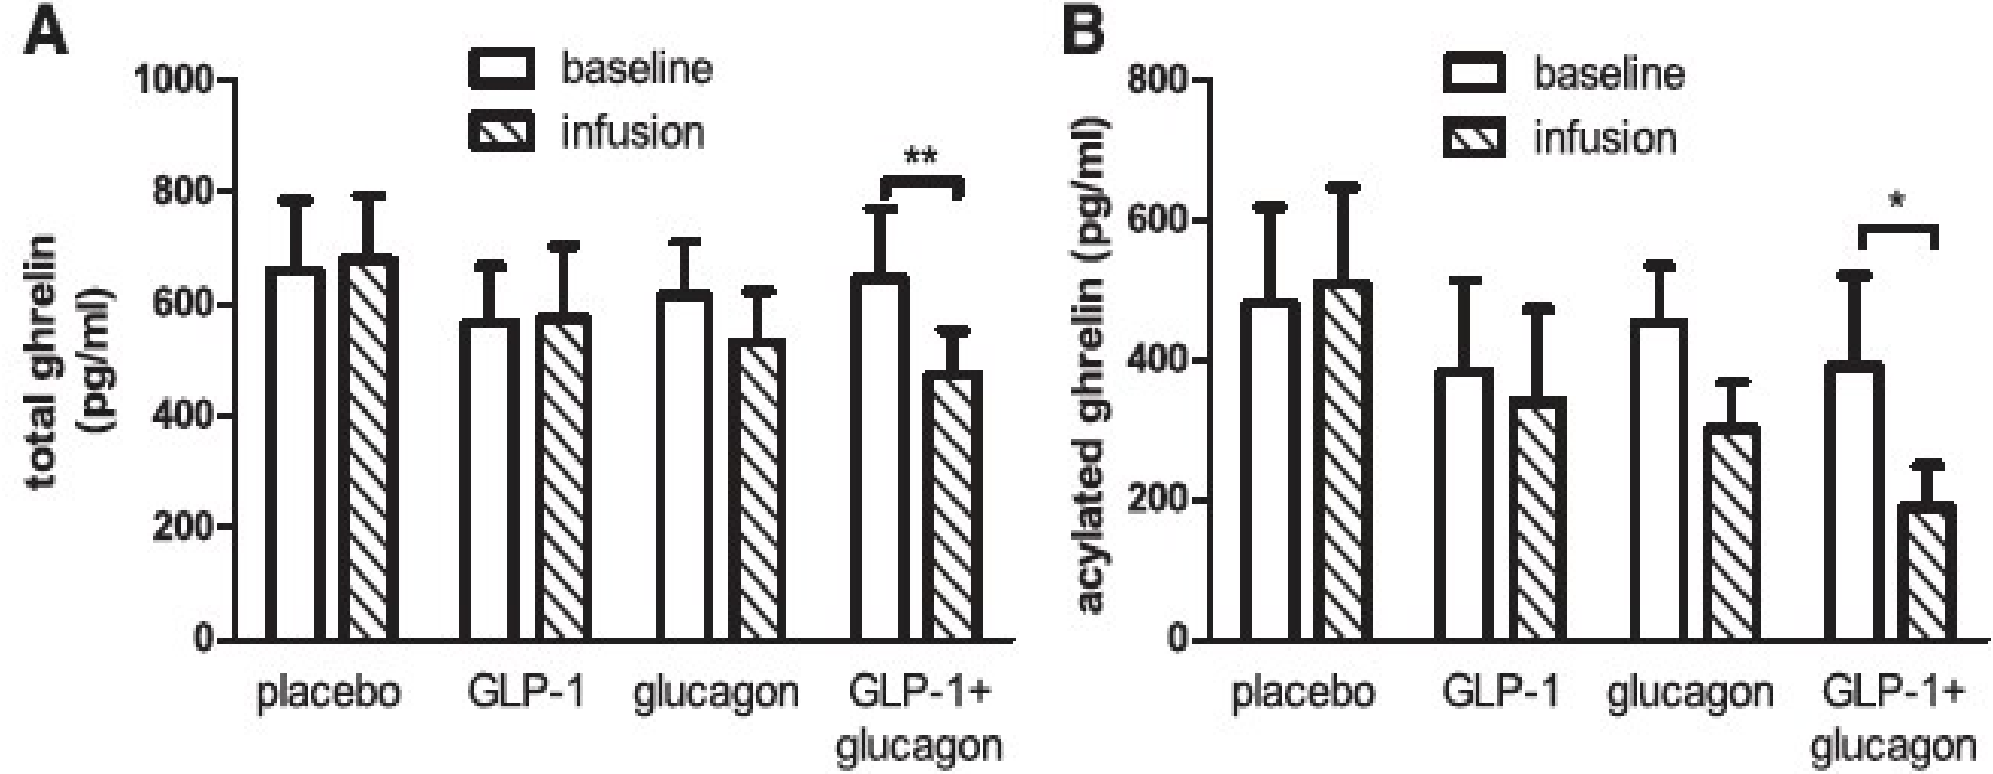 A
total ghrelin
(pg/ml)
1000
800
600
400
200
0
baseline
infusion
**
placebo
GLP-1
glucagon
GLP-1+
glucagon
B
acylated ghrelin (pg/ml)
800
600
400
200
0
baseline
infusion
*
placebo
GLP-1
glucagon
GLP-1+
glucagon